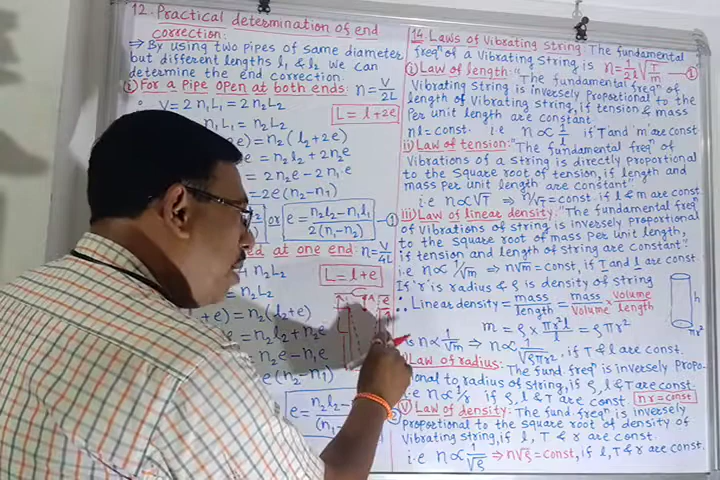 12. Practical determination of end
correction:
⇒ By using two pipes of same diameter
but different lengths l₁ & l₂ we can
determine the end correction.
(i) For a pipe open at both ends: n = V/2L
∴ V = 2n₁L₁ = 2n₂L₂
n₁L₁ = n₂L₂
L = l+2e
e) = n₂(l₂+2e)
e = n₂l₂ + 2n₂e
= 2n₂e - 2n₁e
= 2e(n₂-n₁)
or e = (n₂l₂-n₁l₁)/2(n₁-n₂) ①
ed at one end: n = V/4L
4n₂L₂
L = l+e
= n₂L₂
+e) = n₂(l₂+e)
e = n₂l₂ + n₂e
= n₂e - n₁e
e(n₂-n₁)
e = n₂l₂-
(n₁-
14. Laws of Vibrating string: The fundamental
freqⁿ of a Vibrating string is n = 1/2l √T/m —①
(i) Law of length: "The fundamental freqⁿ of
Vibrating string is inversely proportional to the
length of Vibrating string, if tension & mass
Per unit length are constant"
nl = const. i.e n ∝ 1/l if 'T' and 'm' are const
ii) Law of tension: "The fundamental freqⁿ of
Vibrations of a string is directly proportional
to the square root of tension, if length and
mass per unit length are constant"
i.e n∝√T ⇒ n/√T = const. if l & m are const.
iii) Law of linear density: "The fundamental freqⁿ
of vibrations of string is inversely proportional
to the square root of mass per unit length,
if tension and length of string are constant"
i.e n ∝ 1/√m ⇒ n√m = const, if T and l are const
If 'r' is radius & ρ is density of string
∴ Linear density = mass/length = mass/Volume × Volume/length
h
πr²
m = ρ × πr²l/l = ρπr²
n ∝ 1/√m ⇒ n∝ 1/√ρπr², if T & l are const.
) Law of radius: The fund freqⁿ is inversely Propo-
onal to radius of string, if ρ, l & T are const.
i.e n ∝ 1/r if ρ, l & T are const. nr = const
v) Law of density: The fund. freqⁿ is inversely
proportional to the square root of density of
Vibrating string, if l, T & r are const.
i.e n ∝ 1/√ρ ⇒ n√ρ = const, if l, T & r are const.